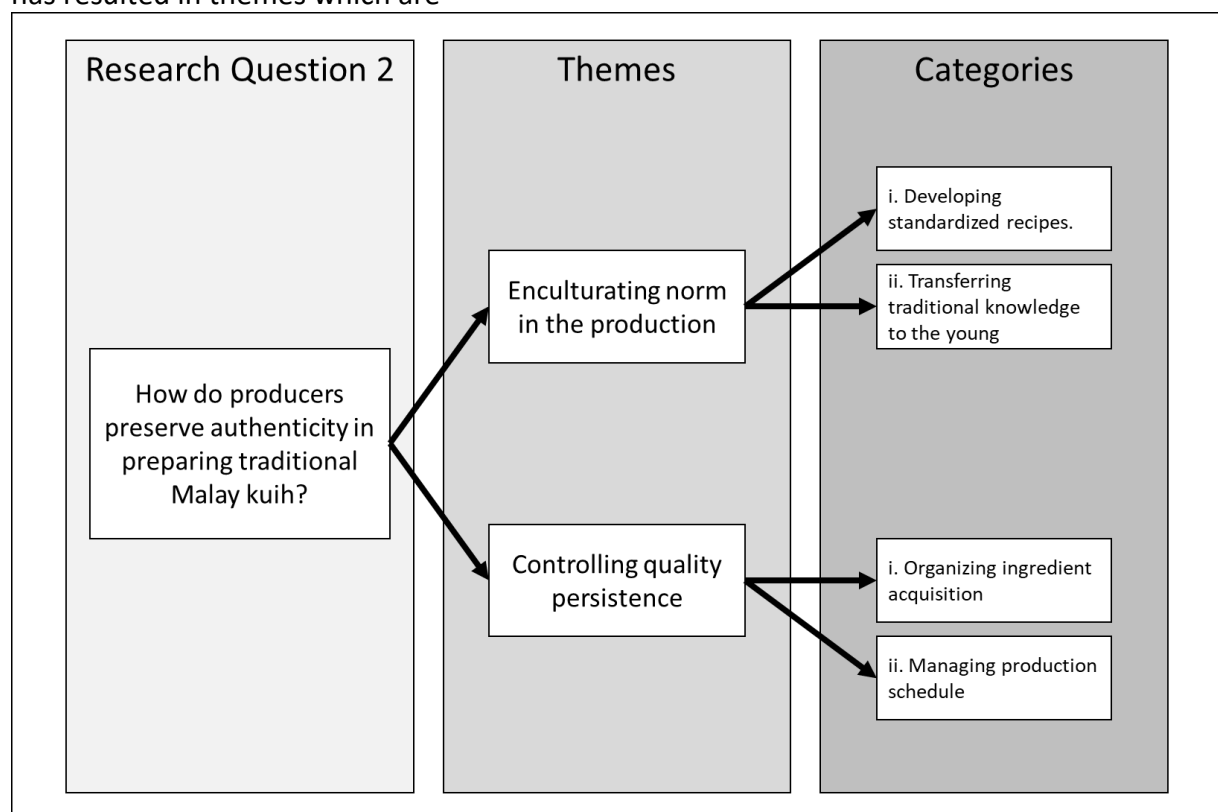 has resulted in themes which are
Research Question 2
Themes
Categories
How do producers
preserve authenticity in
preparing traditional
Malay kuih?
Enculturating norm
in the production
Controlling quality
persistence
i. Developing
standardized recipes.
ii. Transferring
traditional knowledge
to the young
i. Organizing ingredient
acquisition
ii. Managing production
schedule